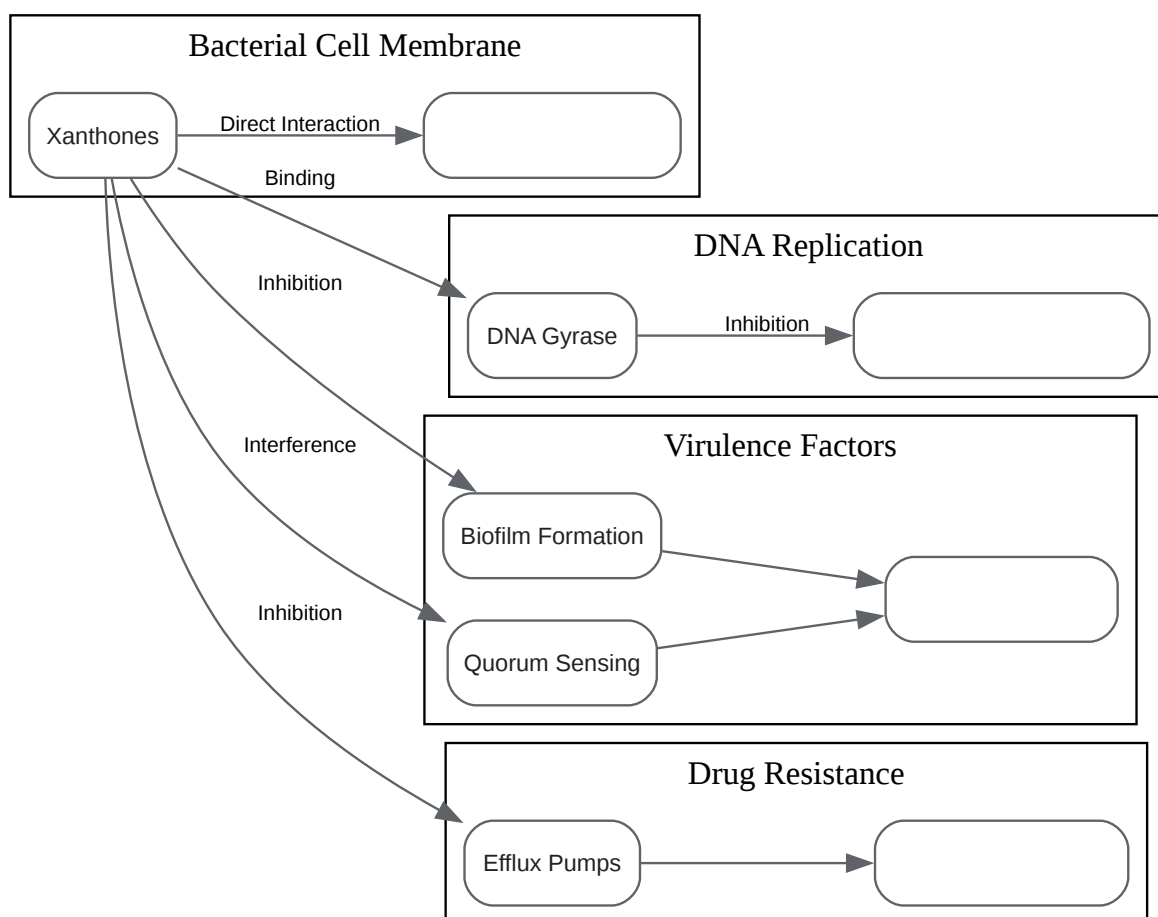 Bacterial Cell Membrane
Xanthones
Direct Interaction
Binding
DNA Replication
Inhibition
DNA Gyrase
Inhibition
Virulence Factors
Interference
Biofilm Formation
Inhibition
Quorum Sensing
Drug Resistance
Efflux Pumps